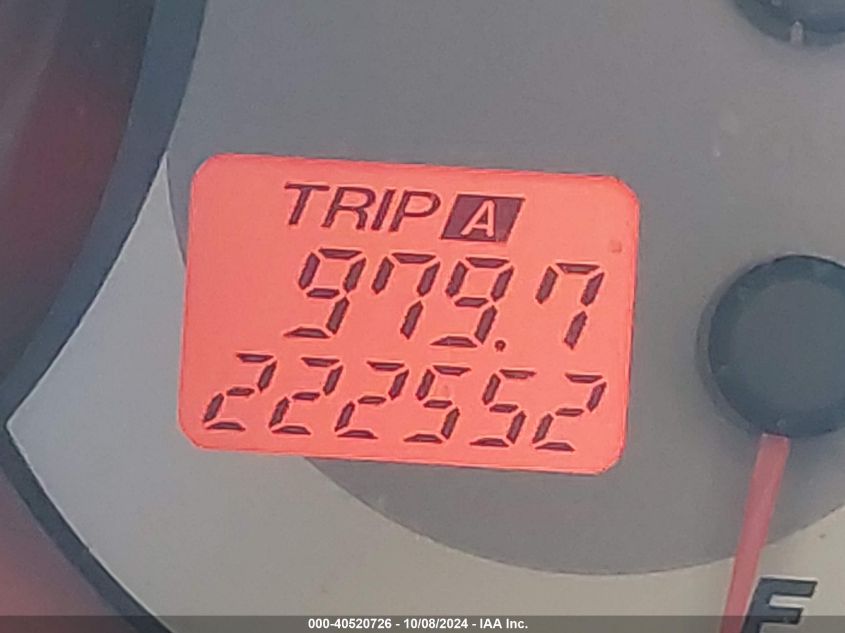 TRIP A
979.7
222552
F
000-40520726 - 10/08/2024 - IAA Inc.